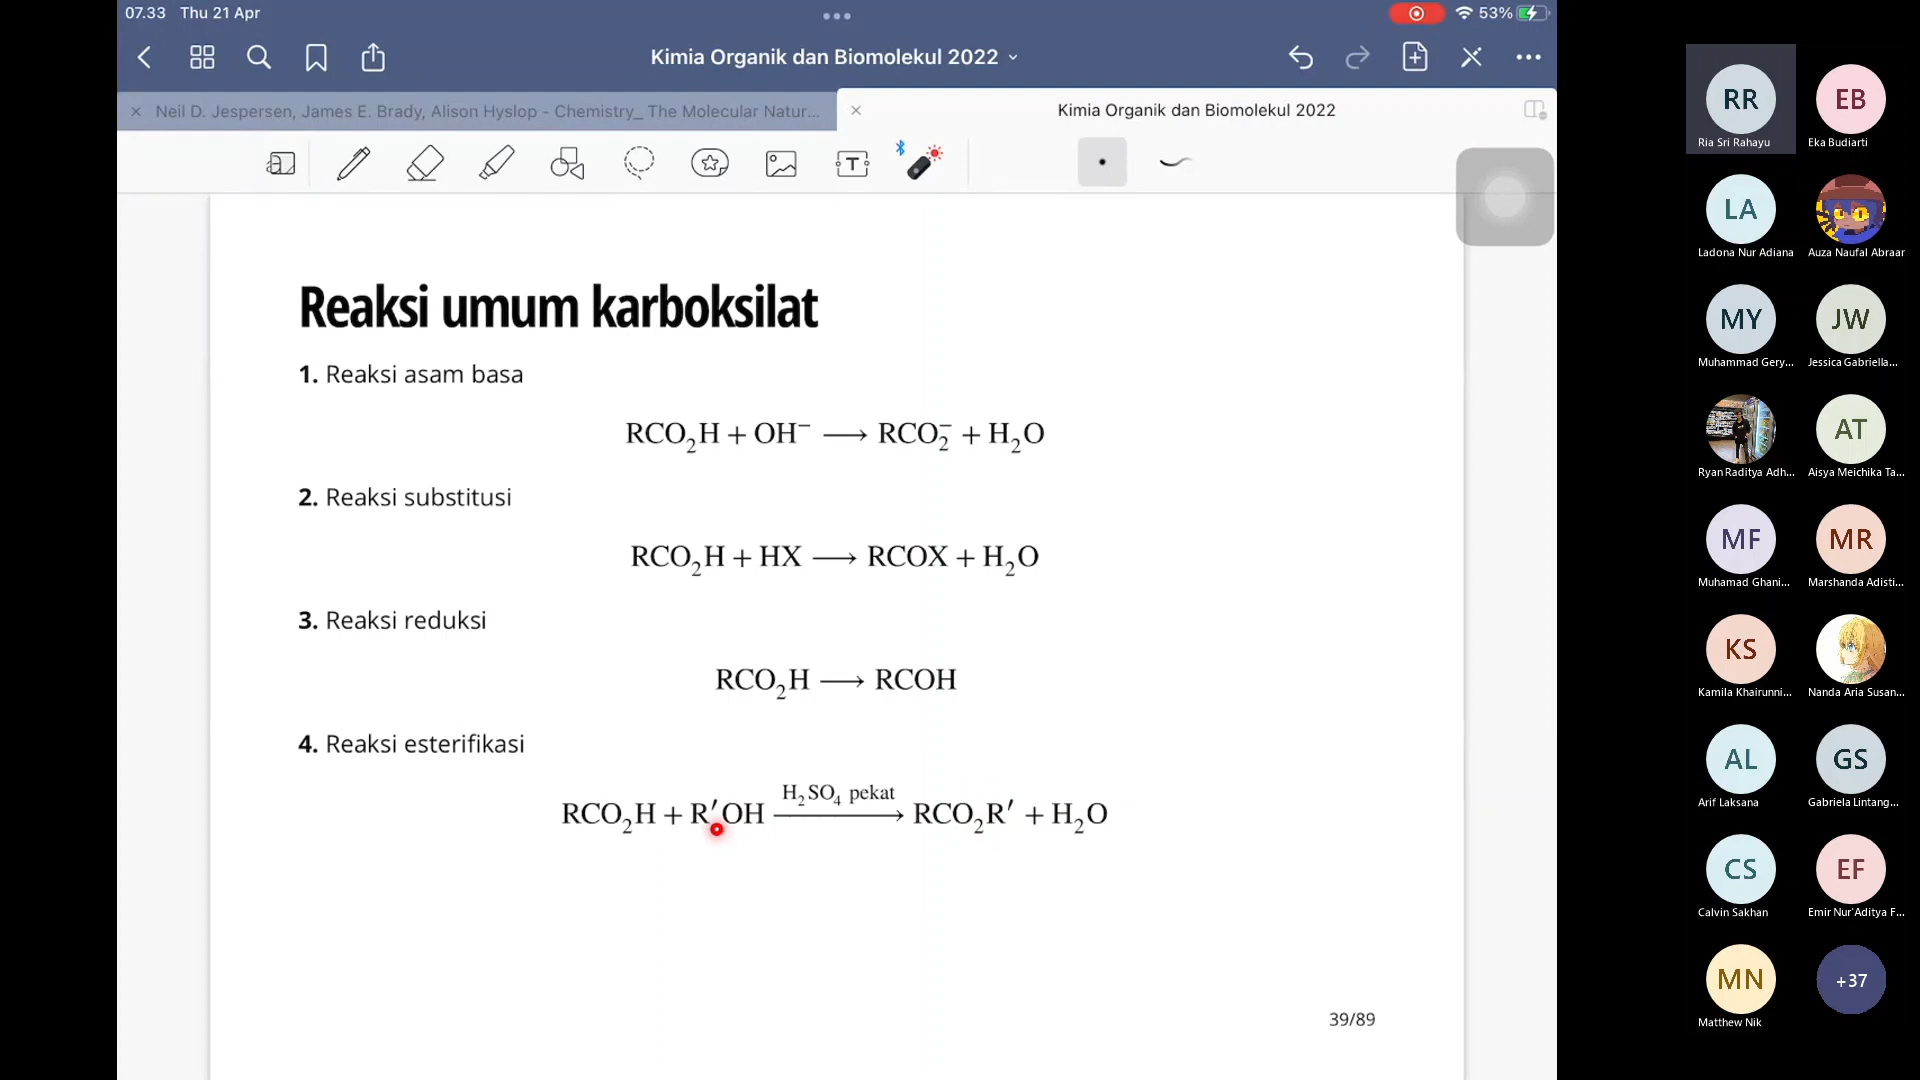 07.33 Thu 21 Apr
53%
Kimia Organik dan Biomolekul 2022
Neil D. Jespersen, James E. Brady, Alison Hyslop - Chemistry_ The Molecular Natur...
Kimia Organik dan Biomolekul 2022
T
Reaksi umum karboksilat
1. Reaksi asam basa
RCO₂H + OH⁻ ⟶ RCO₂⁻ + H₂O
2. Reaksi substitusi
RCO₂H + HX ⟶ RCOX + H₂O
3. Reaksi reduksi
RCO₂H ⟶ RCOH
4. Reaksi esterifikasi
H₂SO₄ pekat
RCO₂H + R′OH ⟶ RCO₂R′ + H₂O
39/89
RR
EB
Ria Sri Rahayu
Eka Budiarti
LA
Ladona Nur Adiana
Auza Naufal Abraar
MY
JW
Muhammad Gery...
Jessica Gabriella...
AT
Ryan Raditya Adh...
Aisya Meichika Ta...
MF
MR
Muhamad Ghani...
Marshanda Adisti...
KS
Kamila Khairunni...
Nanda Aria Susan...
AL
GS
Arif Laksana
Gabriela Lintang...
CS
EF
Calvin Sakhan
Emir Nur'Aditya F...
MN
+37
Matthew Nik